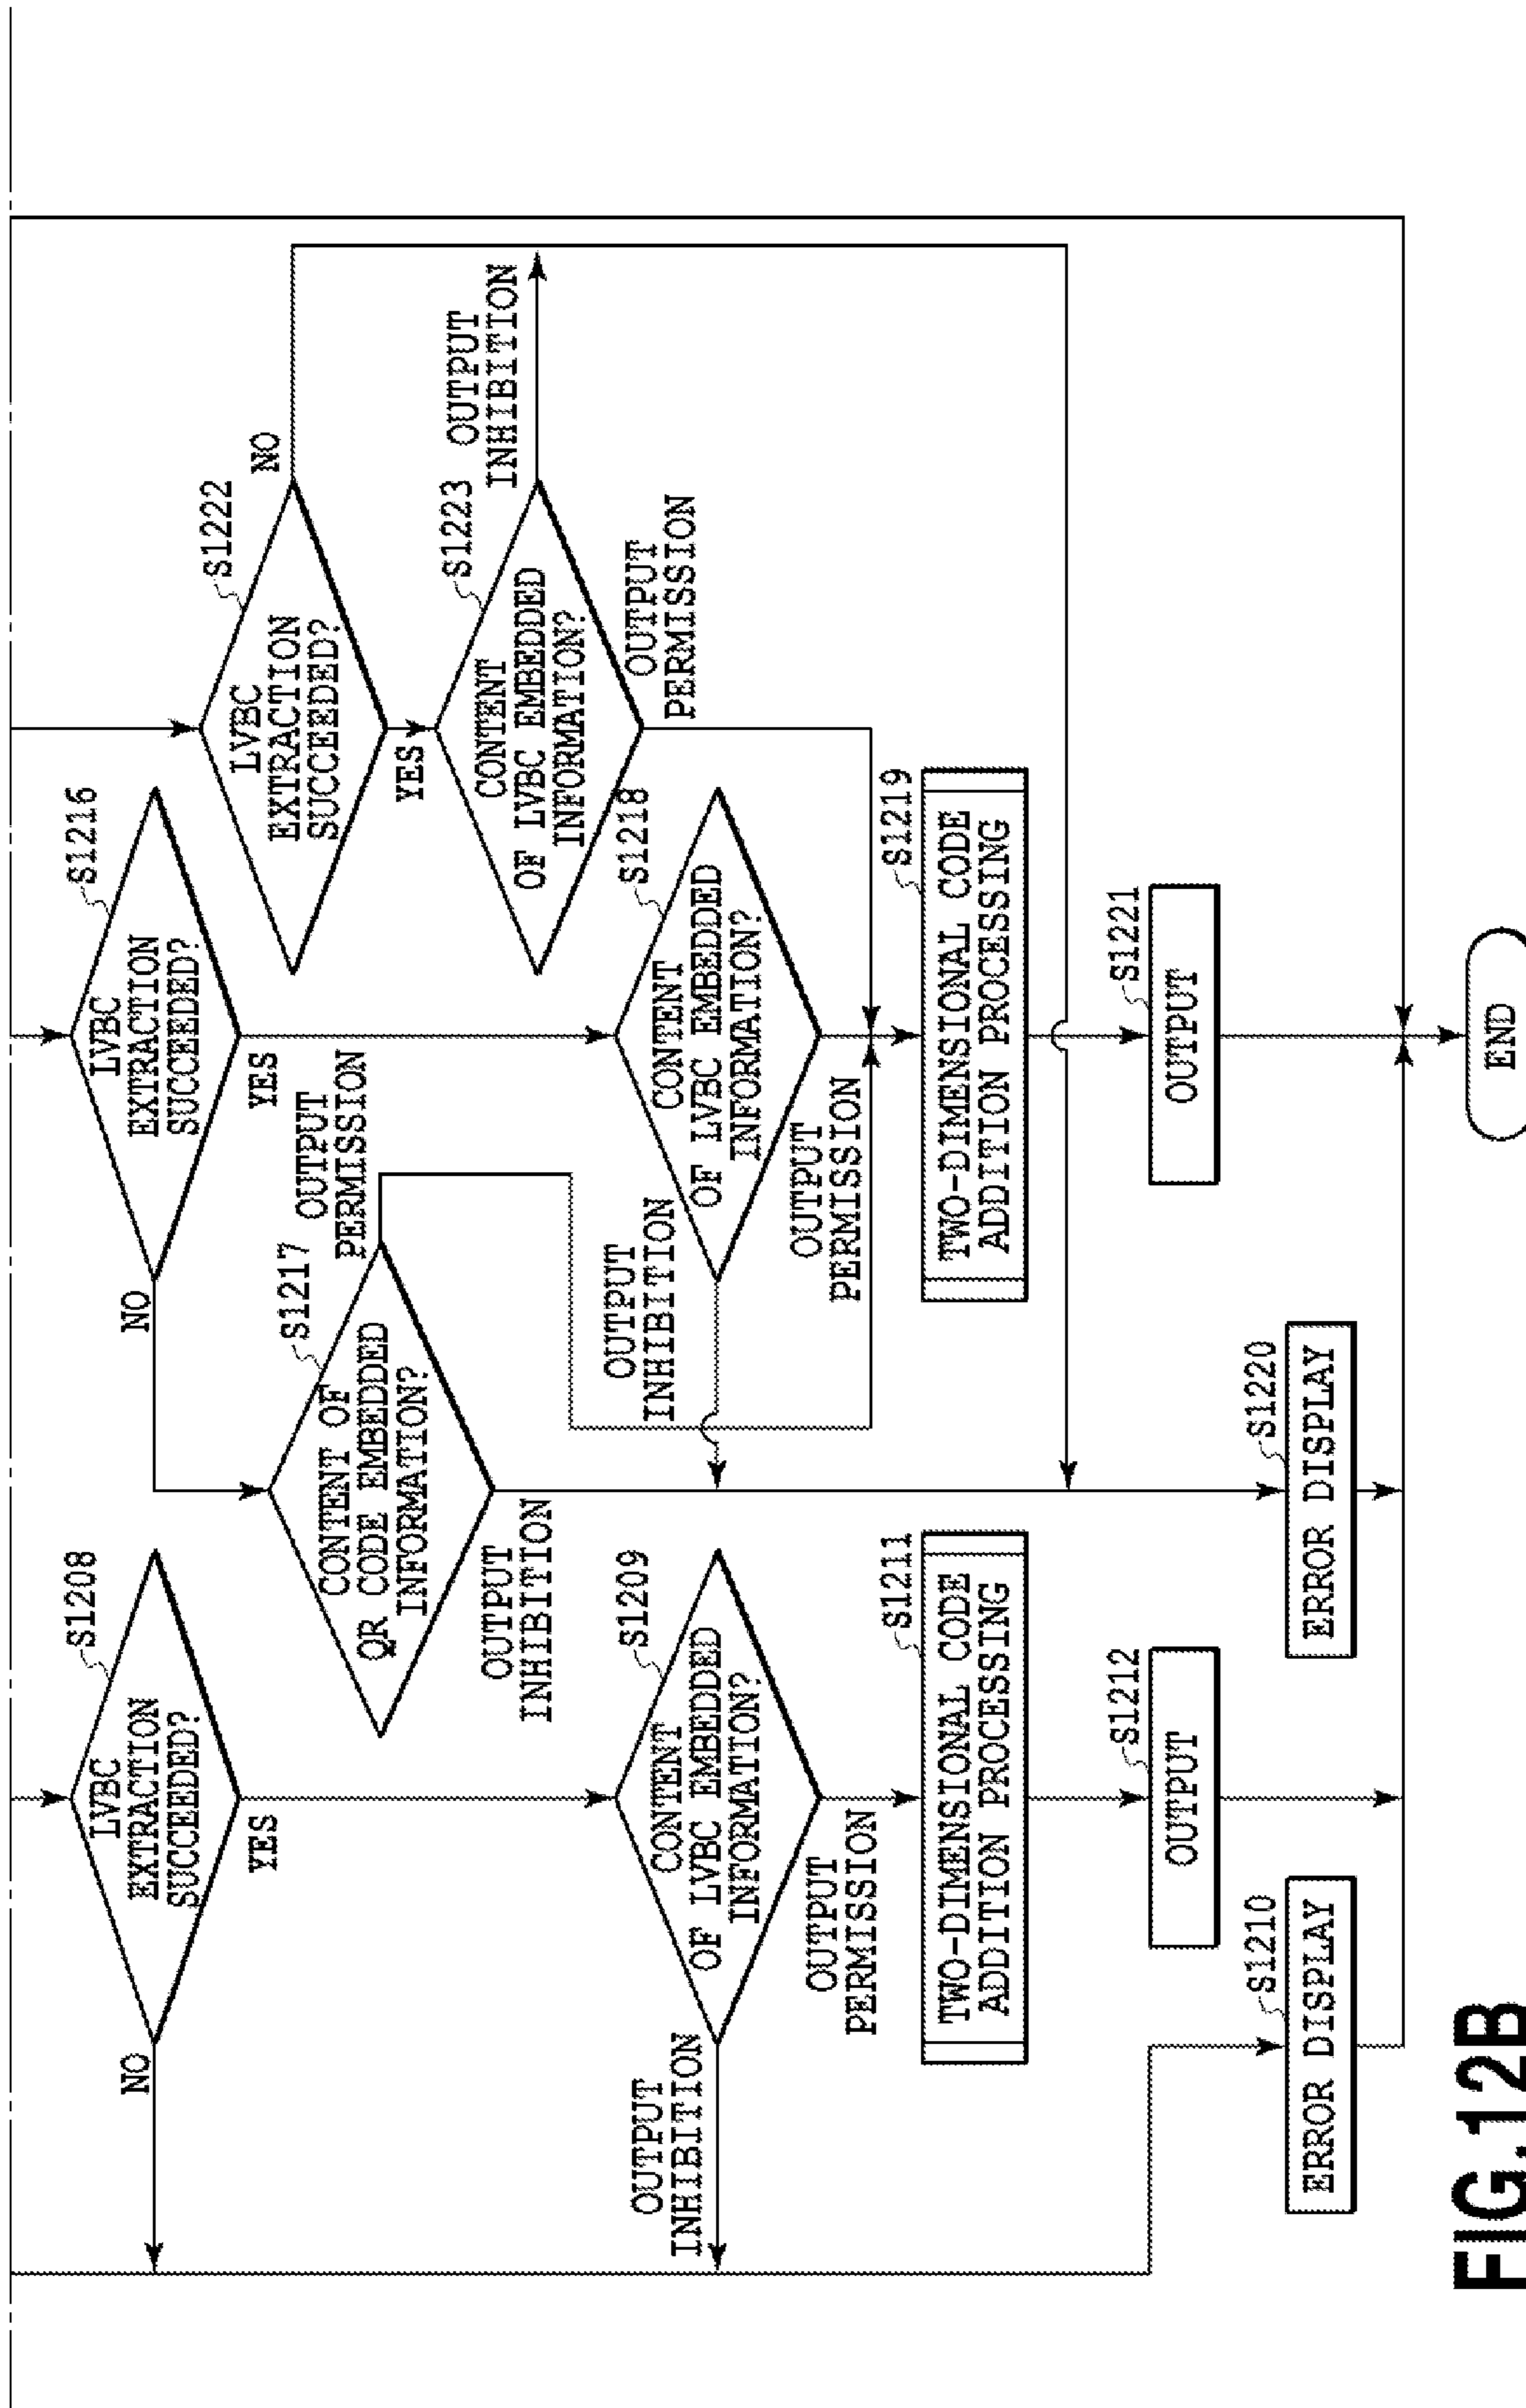 S1208
LVBC
EXTRACTION
SUCCEEDED?
NO
YES
S1216
LVBC
EXTRACTION
SUCCEEDED?
NO
YES
S1222
LVBC
EXTRACTION
SUCCEEDED?
NO
YES
S1217
CONTENT OF
QR CODE EMBEDDED
INFORMATION?
OUTPUT
PERMISSION
OUTPUT
INHIBITION
S1223
CONTENT
OF LVBC EMBEDDED
INFORMATION?
OUTPUT
INHIBITION
OUTPUT
PERMISSION
S1209
CONTENT
OF LVBC EMBEDDED
INFORMATION?
OUTPUT
INHIBITION
OUTPUT
PERMISSION
S1218
CONTENT
OF LVBC EMBEDDED
INFORMATION?
OUTPUT
INHIBITION
OUTPUT
PERMISSION
S1211
TWO-DIMENSIONAL CODE
ADDITION PROCESSING
S1219
TWO-DIMENSIONAL CODE
ADDITION PROCESSING
S1212
OUTPUT
S1221
OUTPUT
S1210
ERROR DISPLAY
S1220
ERROR DISPLAY
END
FIG.12B